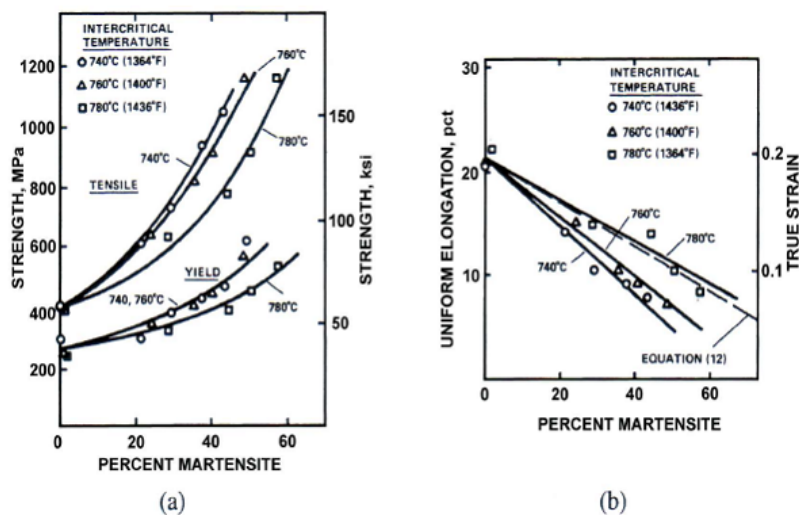 INTERCRITICAL
TEMPERATURE
740°C (1364°F)
760°C (1400°F)
780°C (1436°F)
760°C
740°C
780°C
TENSILE
YIELD
740, 760°C
780°C
1200
1000
800
600
400
200
STRENGTH, MPa
150
100
50
STRENGTH, ksi
0
20
40
60
PERCENT MARTENSITE
(a)
INTERCRITICAL
TEMPERATURE
740°C (1436°F)
760°C (1400°F)
780°C (1364°F)
760°C
780°C
740°C
EQUATION (12)
30
20
10
UNIFORM ELONGATION, pct
0.2
0.1
TRUE STRAIN
0
20
40
60
PERCENT MARTENSITE
(b)